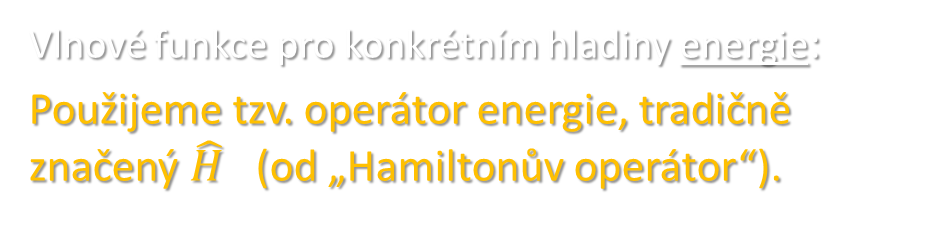 Vlnové funkce pro konkrétním hladiny energie:
Použijeme tzv. operátor energie, tradičně
značený Ĥ (od „Hamiltonův operátor“).